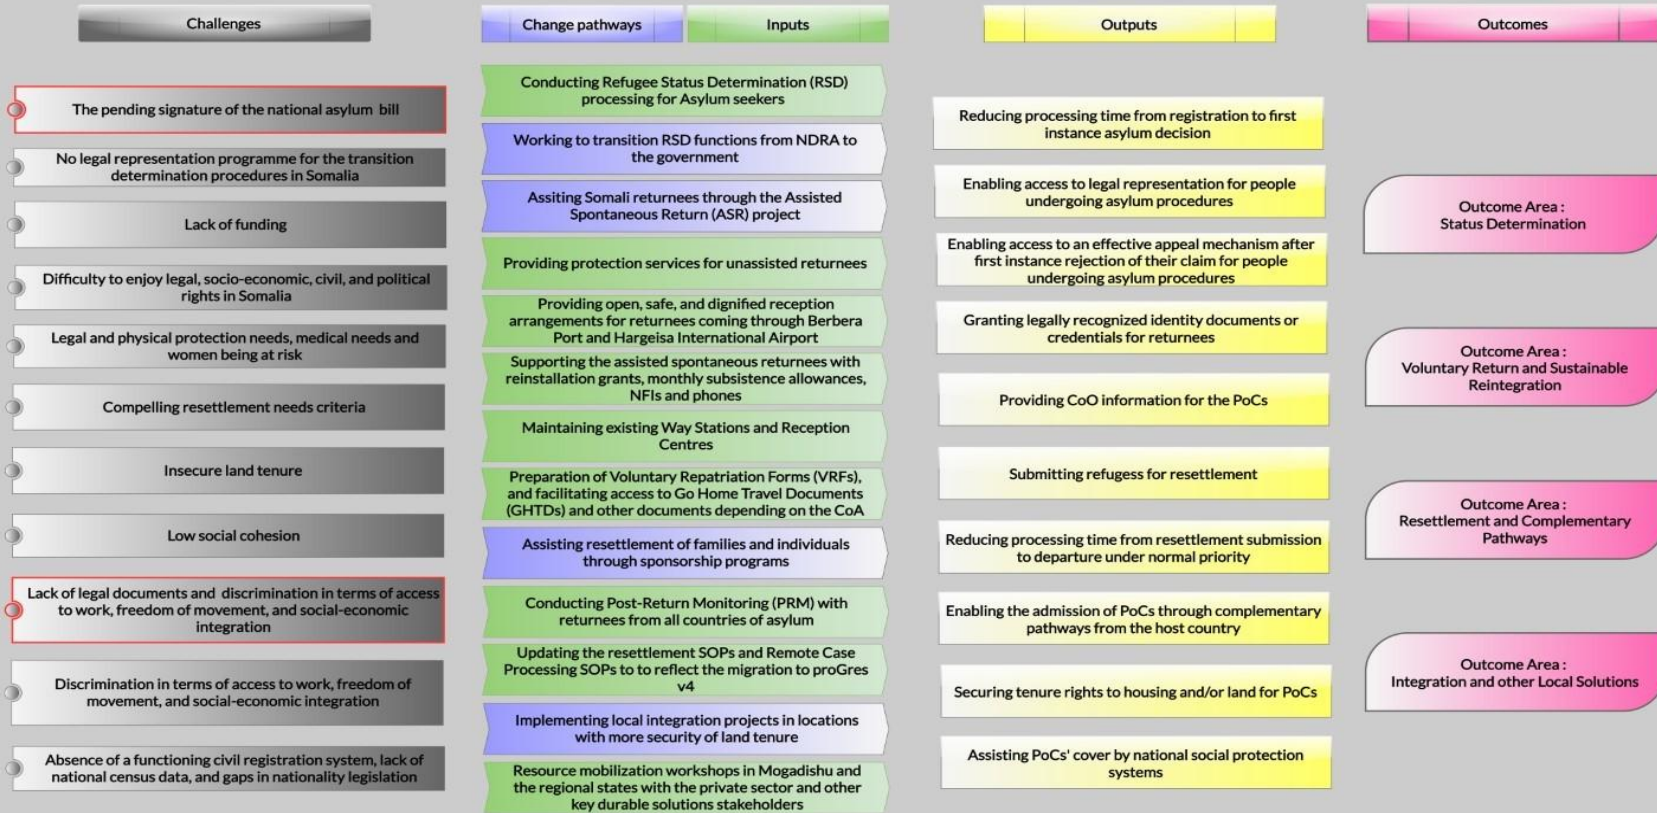 Challenges
Change pathways
Inputs
Outputs
Outcomes
The pending signature of the national asylum bill
No legal representation programme for the transition
determination procedures in Somalia
Lack of funding
Difficulty to enjoy legal, socio-economic, civil, and political
rights in Somalia
Legal and physical protection needs, medical needs and
women being at risk
Compelling resettlement needs criteria
Insecure land tenure
Low social cohesion
Lack of legal documents and discrimination in terms of access
to work, freedom of movement, and social-economic
integration
Discrimination in terms of access to work, freedom of
movement, and social-economic integration
Absence of a functioning civil registration system, lack of
national census data, and gaps in nationality legislation
Conducting Refugee Status Determination (RSD)
processing for Asylum seekers
Working to transition RSD functions from NDRA to
the government
Assiting Somali returnees through the Assisted
Spontaneous Return (ASR) project
Providing protection services for unassisted returnees
Providing open, safe, and dignified reception
arrangements for returnees coming through Berbera
Port and Hargeisa International Airport
Supporting the assisted spontaneous returnees with
reinstallation grants, monthly subsistence allowances,
NFIs and phones
Maintaining existing Way Stations and Reception
Centres
Preparation of Voluntary Repatriation Forms (VRFs),
and facilitating access to Go Home Travel Documents
(GHTDs) and other documents depending on the CoA
Assisting resettlement of families and individuals
through sponsorship programs
Conducting Post-Return Monitoring (PRM) with
returnees from all countries of asylum
Updating the resettlement SOPs and Remote Case
Processing SOPs to to reflect the migration to proGres
v4
Implementing local integration projects in locations
with more security of land tenure
Resource mobilization workshops in Mogadishu and
the regional states with the private sector and other
key durable solutions stakeholders
Reducing processing time from registration to first
instance asylum decision
Enabling access to legal representation for people
undergoing asylum procedures
Enabling access to an effective appeal mechanism after
first instance rejection of their claim for people
undergoing asylum procedures
Granting legally recognized identity documents or
credentials for returnees
Providing CoO information for the PoCs
Submitting refugess for resettlement
Reducing processing time from resettlement submission
to departure under normal priority
Enabling the admission of PoCs through complementary
pathways from the host country
Securing tenure rights to housing and/or land for PoCs
Assisting PoCs' cover by national social protection
systems
Outcome Area :
Status Determination
Outcome Area :
Voluntary Return and Sustainable
Reintegration
Outcome Area :
Resettlement and Complementary
Pathways
Outcome Area :
Integration and other Local Solutions